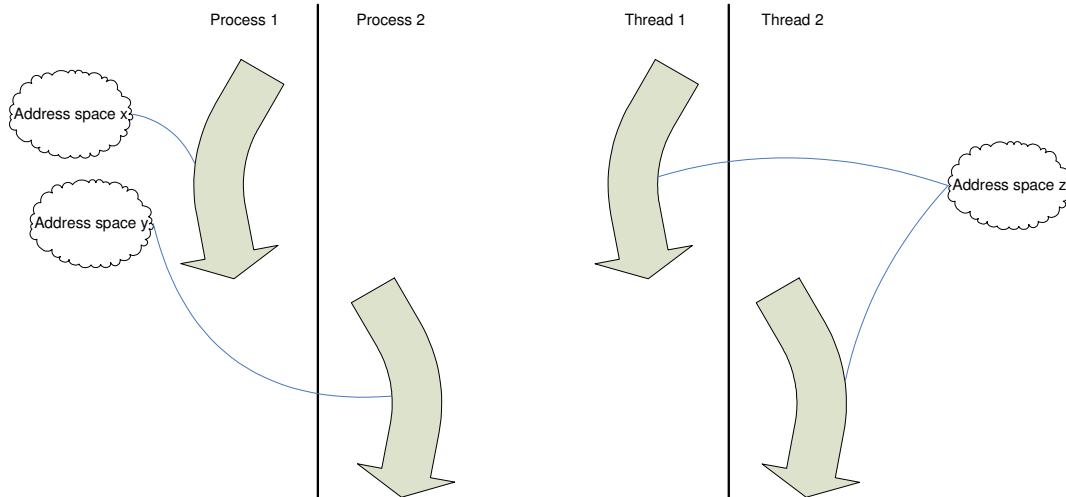 Process 1
Process 2
Thread 1
Thread 2
Address space x
Address space y
Address space z